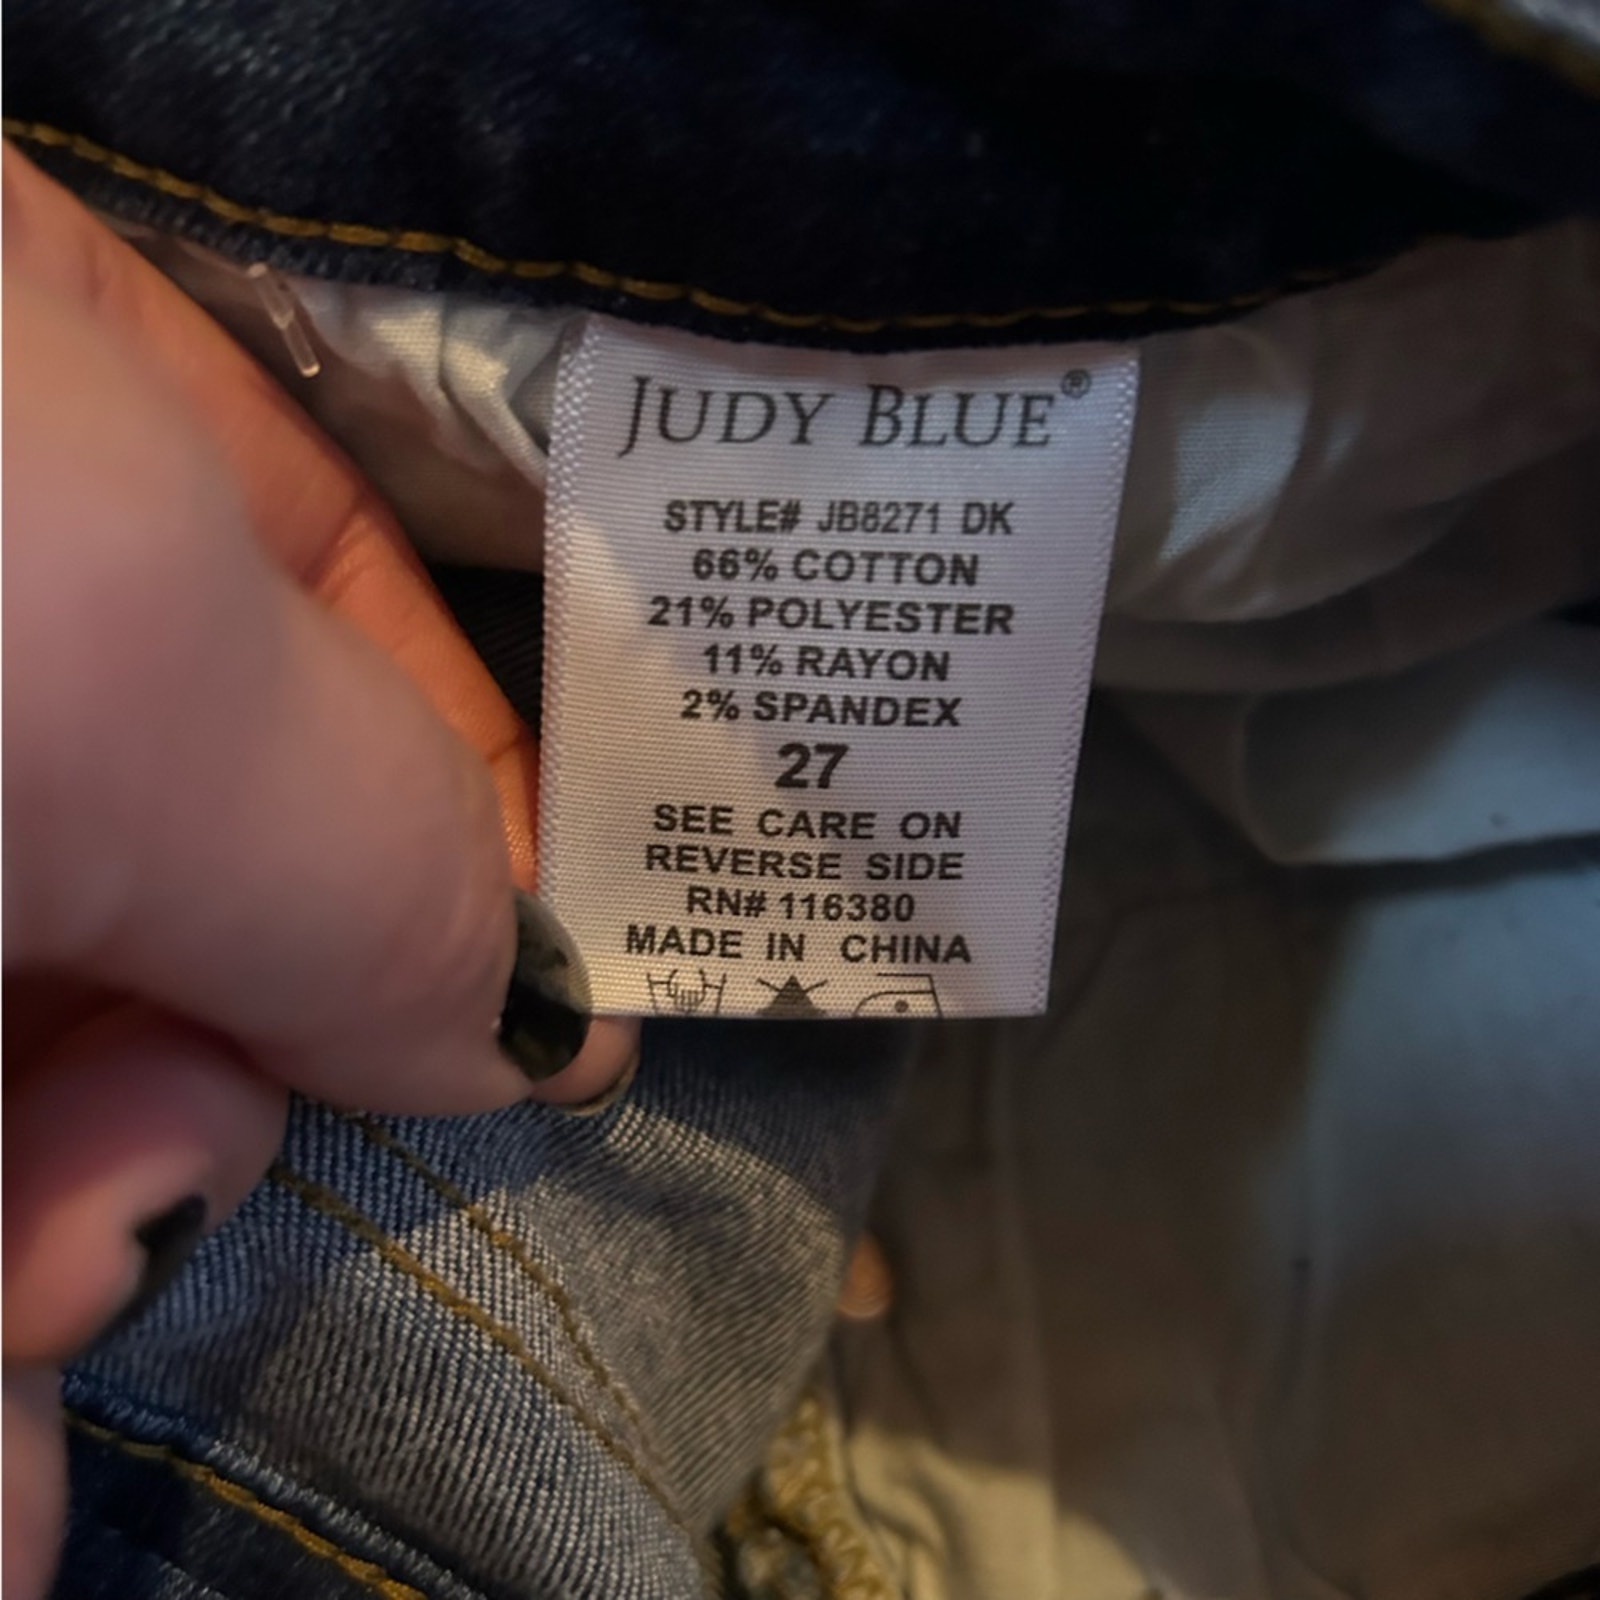 JUDY BLUE®
STYLE# JB8271 DK
66% COTTON
21% POLYESTER
11% RAYON
2% SPANDEX
27
SEE CARE ON
REVERSE SIDE
RN# 116380
MADE IN CHINA